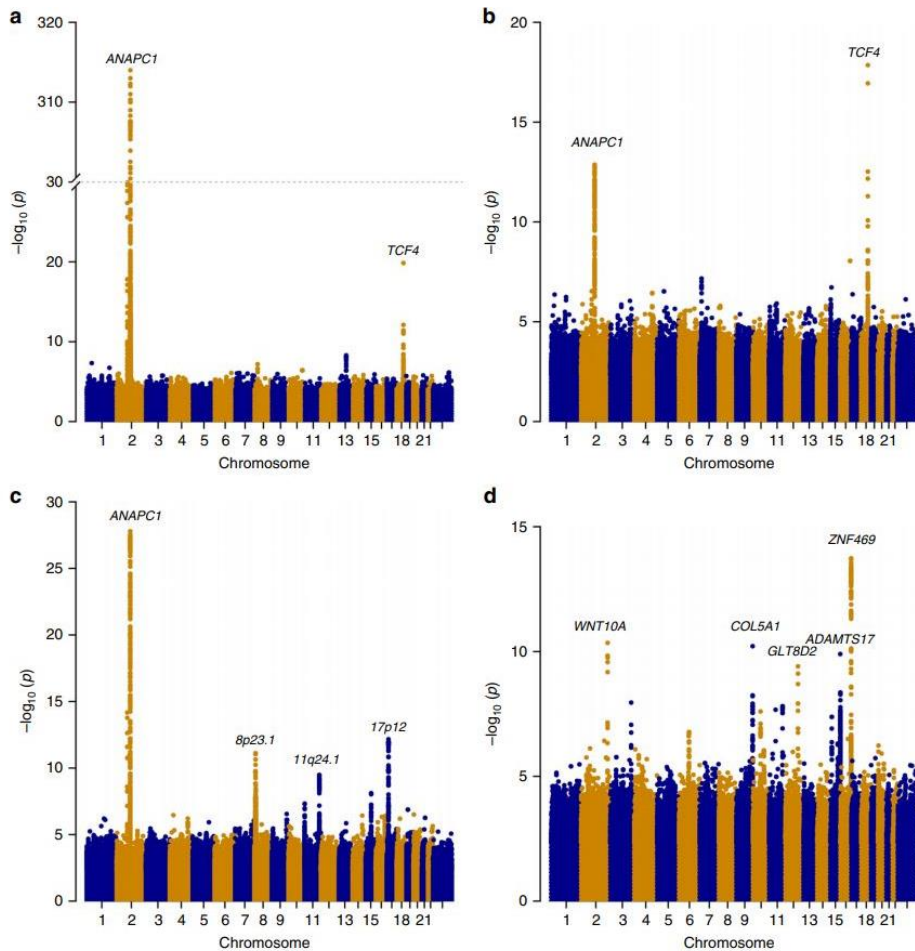 a
320
ANAPC1
310
30
20
TCF4
10
0
–log10 (p)
1 2 3 4 5 6 7 8 9 11 13 15 18 21
Chromosome
b
20
TCF4
15
ANAPC1
10
5
0
–log10 (p)
1 2 3 4 5 6 7 8 9 11 13 15 18 21
Chromosome
c
30
ANAPC1
25
20
15
17p12
8p23.1
11q24.1
10
5
0
–log10 (p)
1 2 3 4 5 6 7 8 9 11 13 15 18 21
Chromosome
d
15
ZNF469
WNT10A
COL5A1
ADAMTS17
GLT8D2
10
5
0
–log10 (p)
1 2 3 4 5 6 7 8 9 11 13 15 18 21
Chromosome